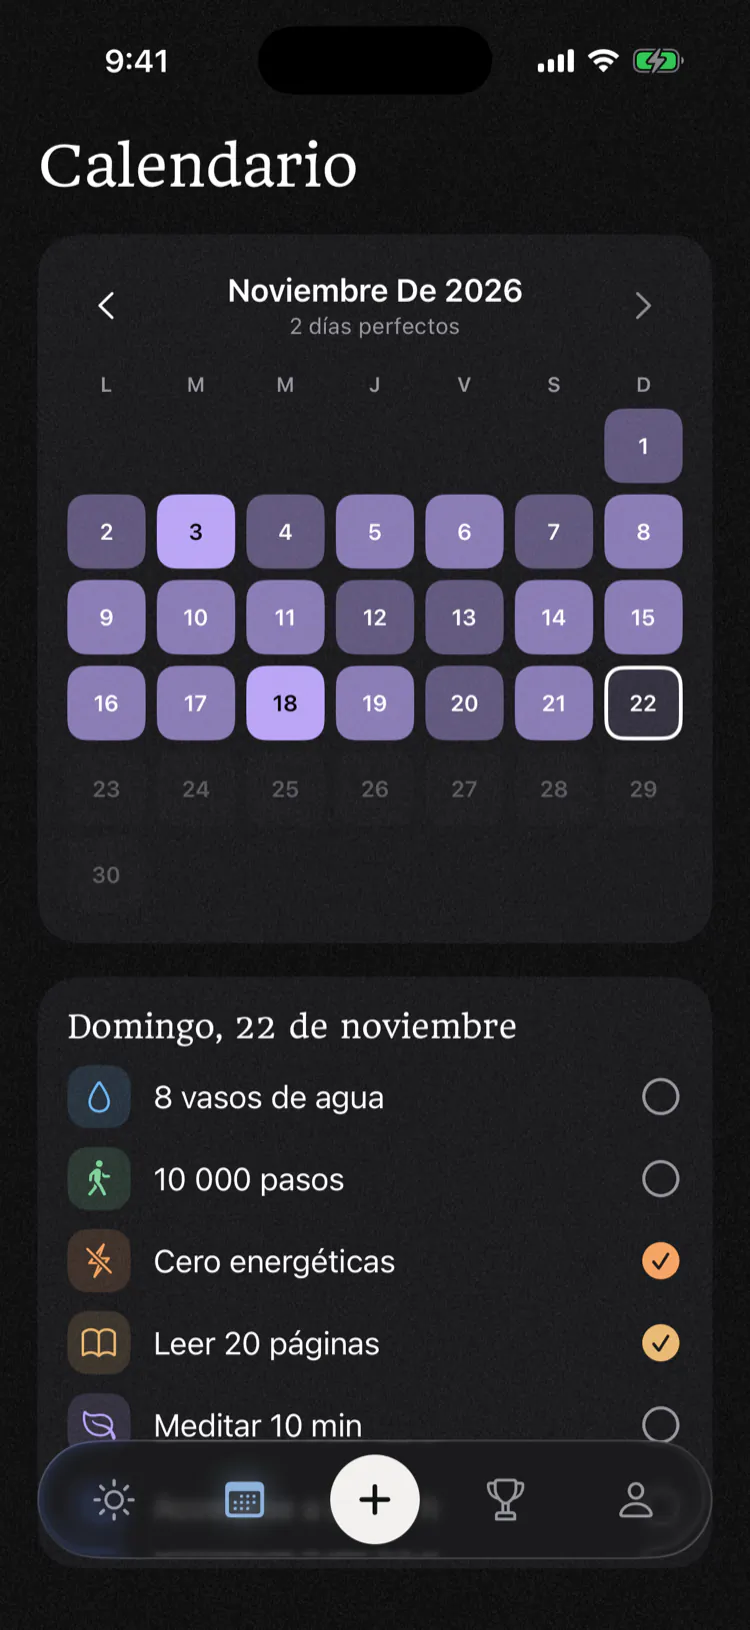 9:41
Calendario
Noviembre De 2026
2 días perfectos
L M M J V S D
1
2 3 4 5 6 7 8
9 10 11 12 13 14 15
16 17 18 19 20 21 22
23 24 25 26 27 28 29
30
Domingo, 22 de noviembre
8 vasos de agua
10 000 pasos
Cero energéticas
Leer 20 páginas
Meditar 10 min